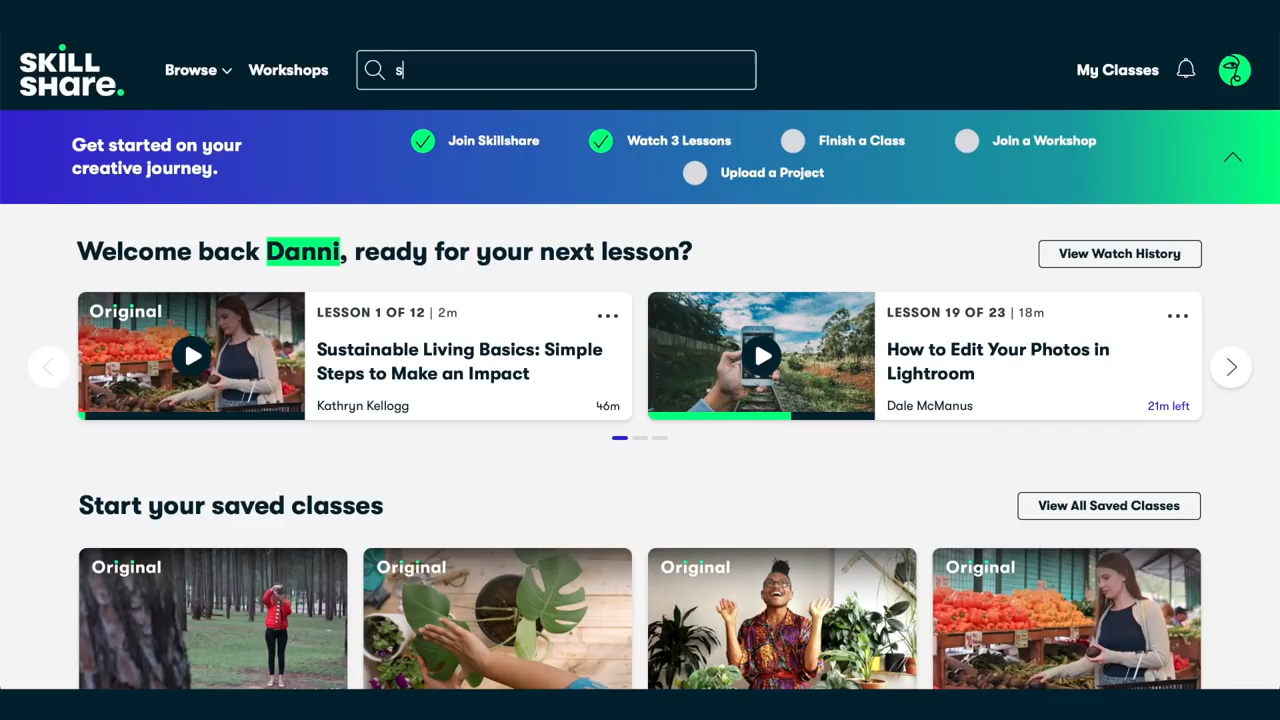 SKILL
SHARE.
Browse
Workshops
s
My Classes
Get started on your
creative journey.
Join Skillshare
Watch 3 Lessons
Finish a Class
Join a Workshop
Upload a Project
Welcome back Danni, ready for your next lesson?
View Watch History
Original
LESSON 1 OF 12 | 2m
Sustainable Living Basics: Simple
Steps to Make an Impact
Kathryn Kellogg
46m
LESSON 19 OF 23 | 18m
How to Edit Your Photos in
Lightroom
Dale McManus
21m left
Start your saved classes
View All Saved Classes
Original
Original
Original
Original